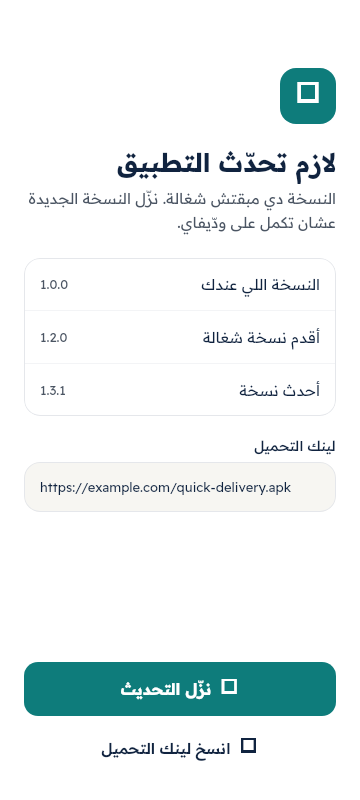 لازم تحدّث التطبيق
النسخة دي مبقتش شغالة. نزّل النسخة الجديدة
عشان تكمل على ودّيفاي.
النسخة اللي عندك 1.0.0
أقدم نسخة شغالة 1.2.0
أحدث نسخة 1.3.1
لينك التحميل
https://example.com/quick-delivery.apk
نزّل التحديث
انسخ لينك التحميل